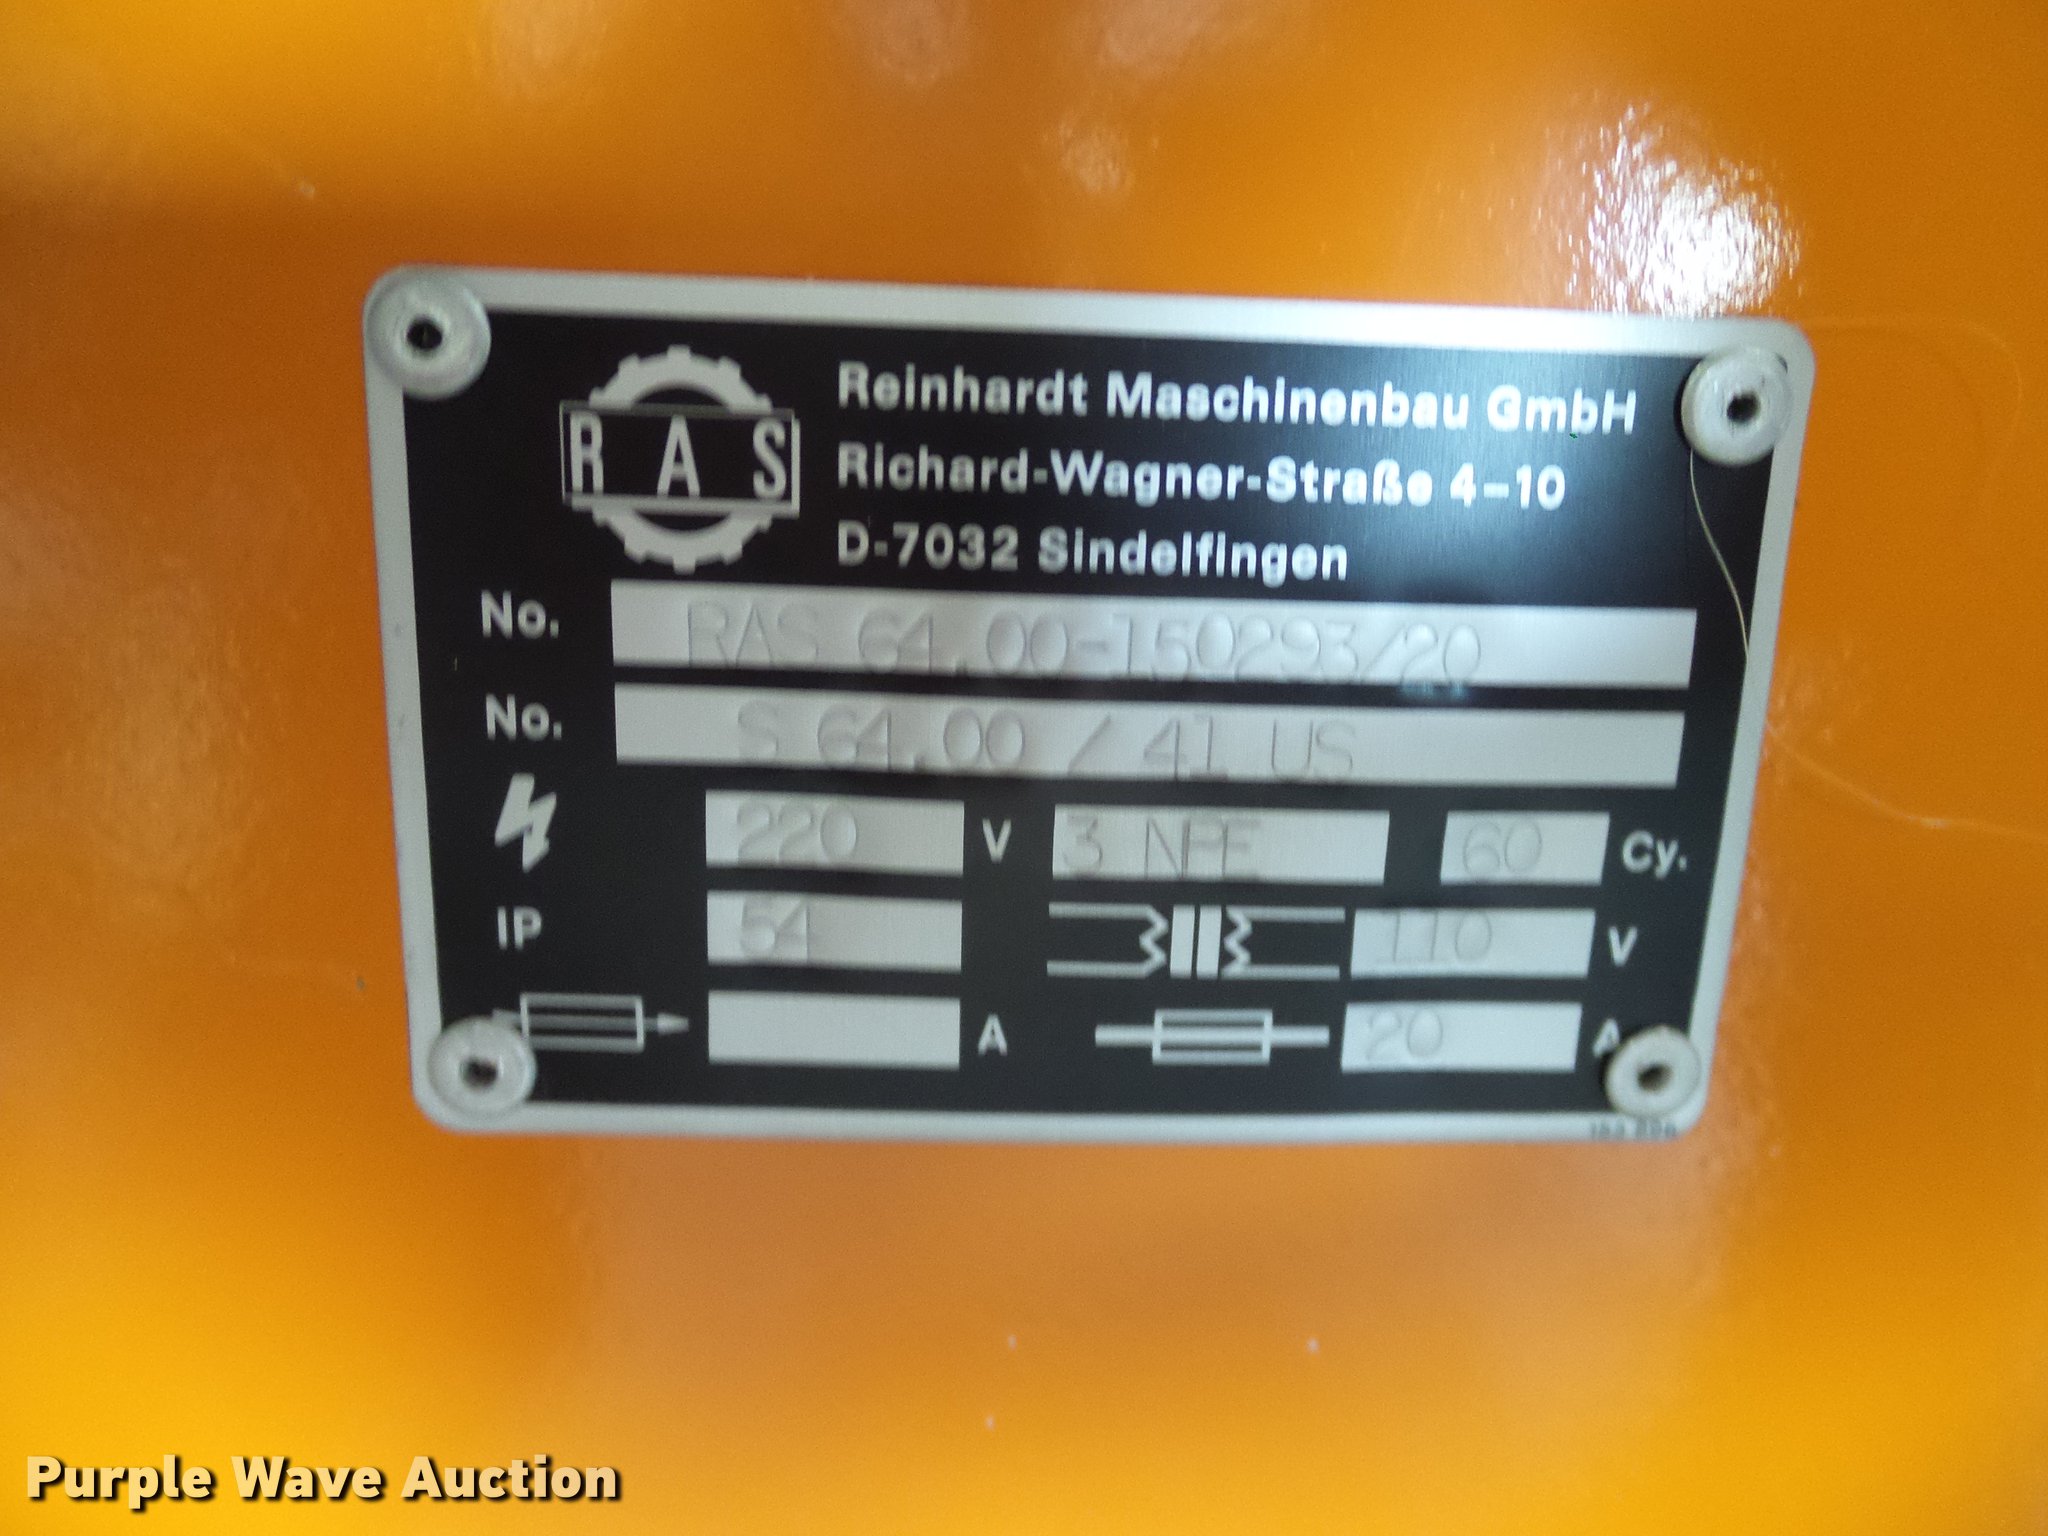 RAS
Reinhardt Maschinenbau GmbH
Richard-Wagner-Straße 4-10
D-7032 Sindelfingen
No. RAS 64.00-150293/20
No. S 64.00 / 41 US
220 V 3 NPE 60 Cy.
IP 54 110 V
A 20 A
Purple Wave Auction